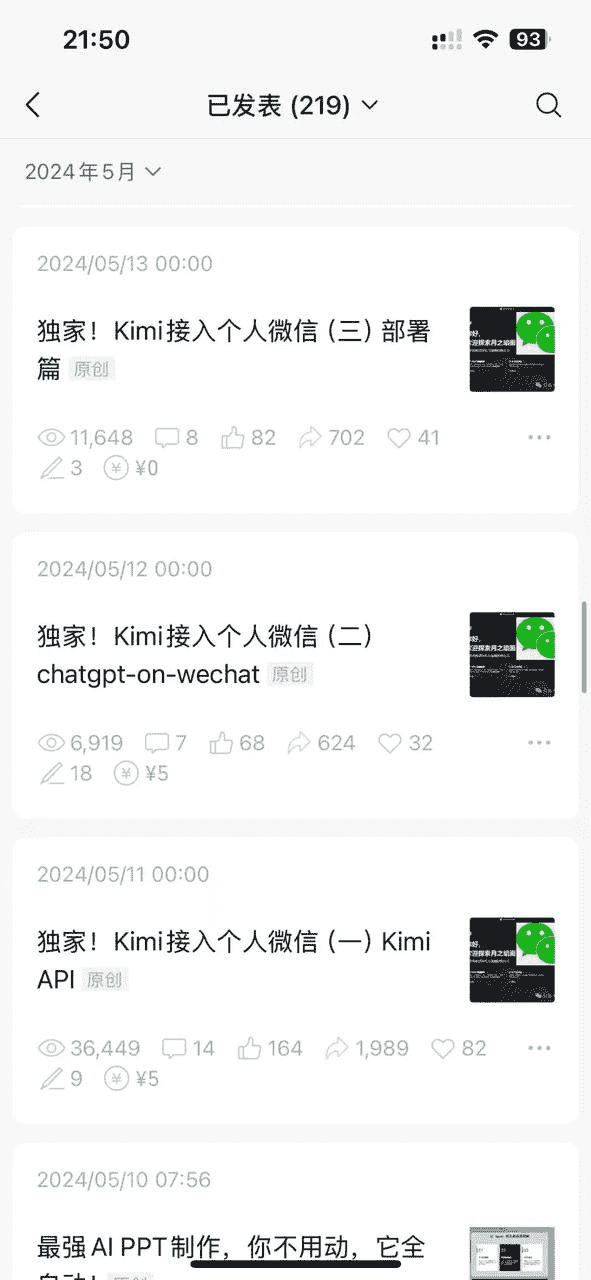 21:50
93
已发表 (219)
2024年5月
2024/05/13 00:00
独家！Kimi接入个人微信（三）部署
篇 原创
11,648 8 82 702 41
3 ¥0
2024/05/12 00:00
独家！Kimi接入个人微信（二）
chatgpt-on-wechat 原创
6,919 7 68 624 32
18 ¥5
2024/05/11 00:00
独家！Kimi接入个人微信（一）Kimi
API 原创
36,449 14 164 1,989 82
9 ¥5
2024/05/10 07:56
最强AI PPT制作，你不用动，它全
自动！原创